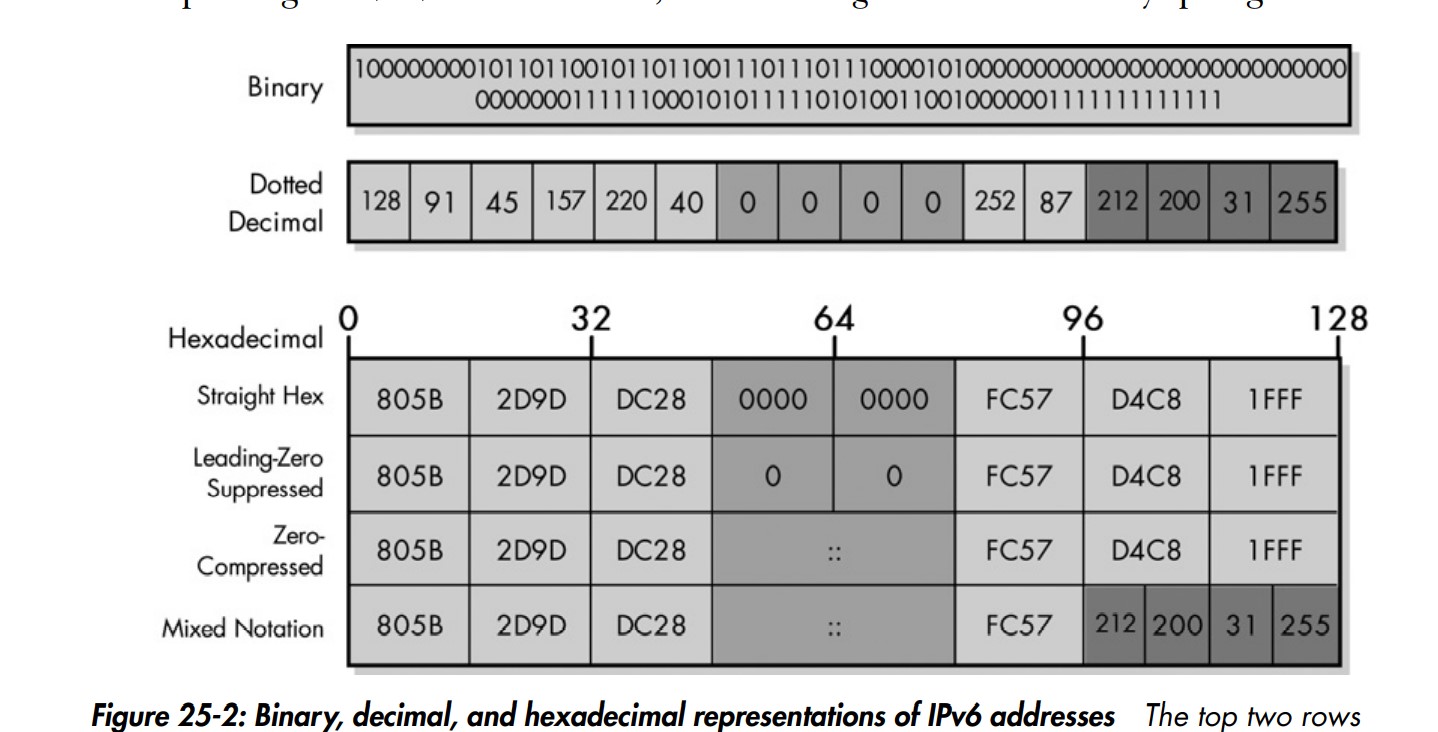 Binary
1000000001011011001011011001110111011100001010000000000000000000000000000
0000000111111000101011111010100110010000001111111111111
Dotted
Decimal
128 91 45 157 220 40 0 0 0 0 252 87 212 200 31 255
0 32 64 96 128
Hexadecimal
Straight Hex 805B 2D9D DC28 0000 0000 FC57 D4C8 1FFF
Leading-Zero
Suppressed 805B 2D9D DC28 0 0 FC57 D4C8 1FFF
Zero-
Compressed 805B 2D9D DC28 :: FC57 D4C8 1FFF
Mixed Notation 805B 2D9D DC28 :: FC57 212 200 31 255
Figure 25-2: Binary, decimal, and hexadecimal representations of IPv6 addresses The top two rows